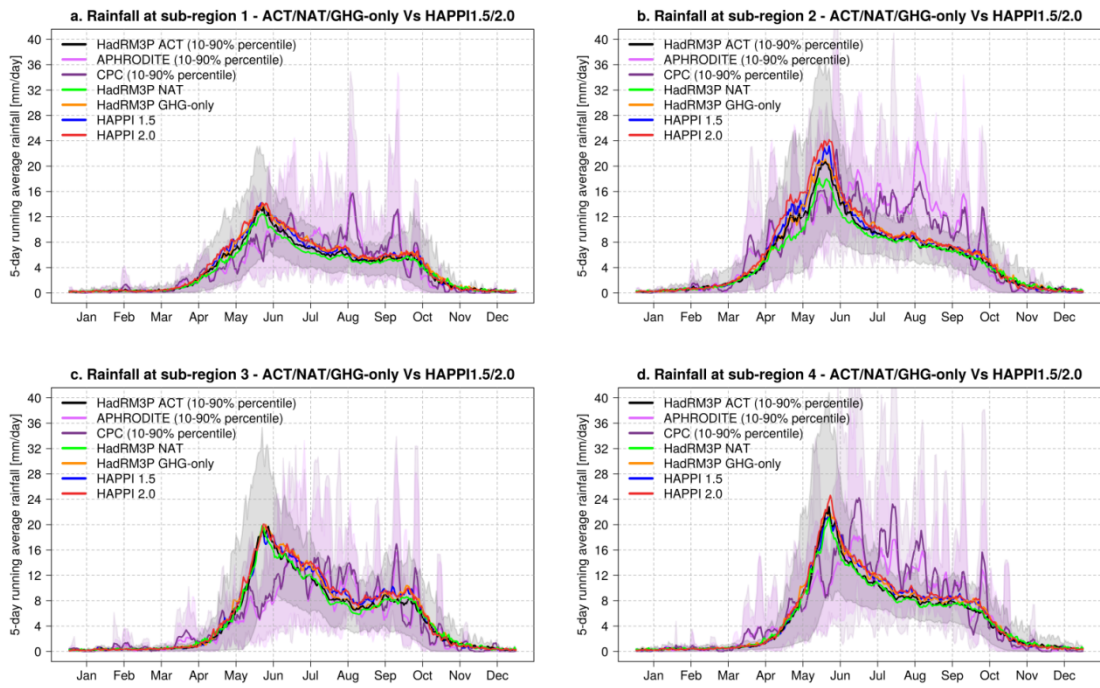 a. Rainfall at sub-region 1 - ACT/NAT/GHG-only Vs HAPPI1.5/2.0
5-day running average rainfall [mm/day]
40
36
32
28
24
20
16
12
8
4
0
HadRM3P ACT (10-90% percentile)
APHRODITE (10-90% percentile)
CPC (10-90% percentile)
HadRM3P NAT
HadRM3P GHG-only
HAPPI 1.5
HAPPI 2.0
Jan Feb Mar Apr May Jun Jul Aug Sep Oct Nov Dec
b. Rainfall at sub-region 2 - ACT/NAT/GHG-only Vs HAPPI1.5/2.0
5-day running average rainfall [mm/day]
40
36
32
28
24
20
16
12
8
4
0
HadRM3P ACT (10-90% percentile)
APHRODITE (10-90% percentile)
CPC (10-90% percentile)
HadRM3P NAT
HadRM3P GHG-only
HAPPI 1.5
HAPPI 2.0
Jan Feb Mar Apr May Jun Jul Aug Sep Oct Nov Dec
c. Rainfall at sub-region 3 - ACT/NAT/GHG-only Vs HAPPI1.5/2.0
5-day running average rainfall [mm/day]
40
36
32
28
24
20
16
12
8
4
0
HadRM3P ACT (10-90% percentile)
APHRODITE (10-90% percentile)
CPC (10-90% percentile)
HadRM3P NAT
HadRM3P GHG-only
HAPPI 1.5
HAPPI 2.0
Jan Feb Mar Apr May Jun Jul Aug Sep Oct Nov Dec
d. Rainfall at sub-region 4 - ACT/NAT/GHG-only Vs HAPPI1.5/2.0
5-day running average rainfall [mm/day]
40
36
32
28
24
20
16
12
8
4
0
HadRM3P ACT (10-90% percentile)
APHRODITE (10-90% percentile)
CPC (10-90% percentile)
HadRM3P NAT
HadRM3P GHG-only
HAPPI 1.5
HAPPI 2.0
Jan Feb Mar Apr May Jun Jul Aug Sep Oct Nov Dec